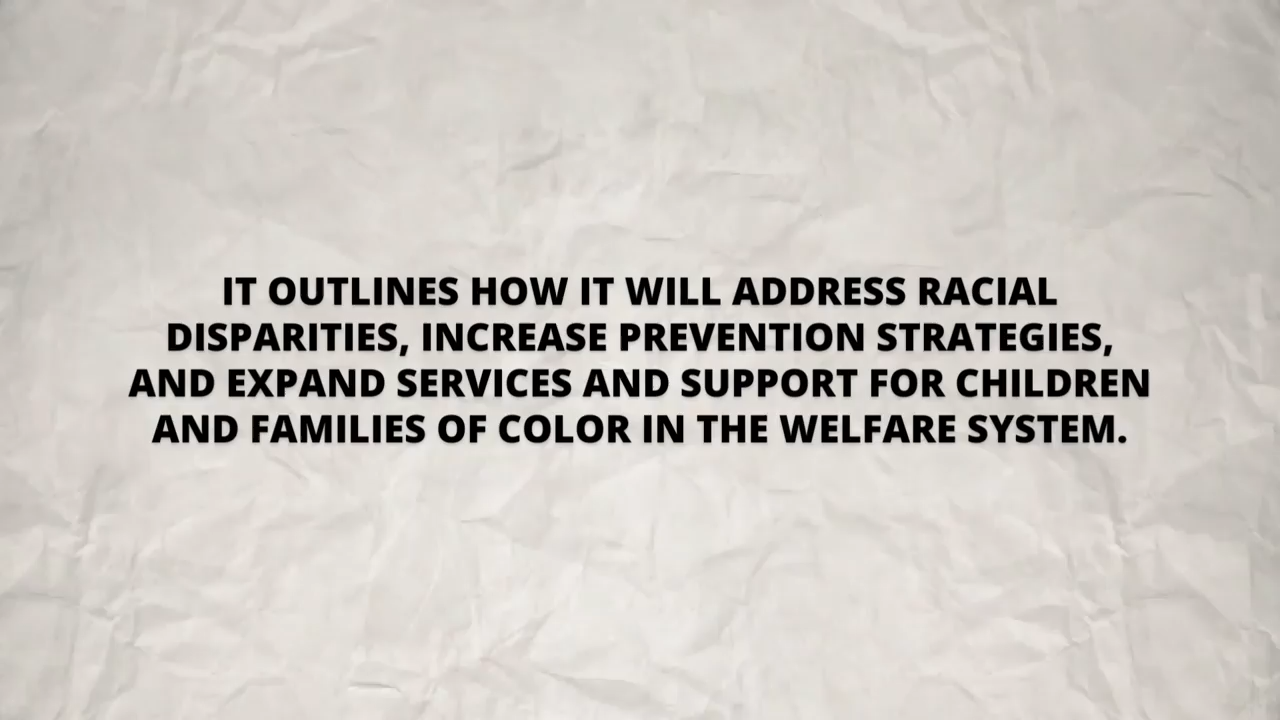 IT OUTLINES HOW IT WILL ADDRESS RACIAL
DISPARITIES, INCREASE PREVENTION STRATEGIES,
AND EXPAND SERVICES AND SUPPORT FOR CHILDREN
AND FAMILIES OF COLOR IN THE WELFARE SYSTEM.